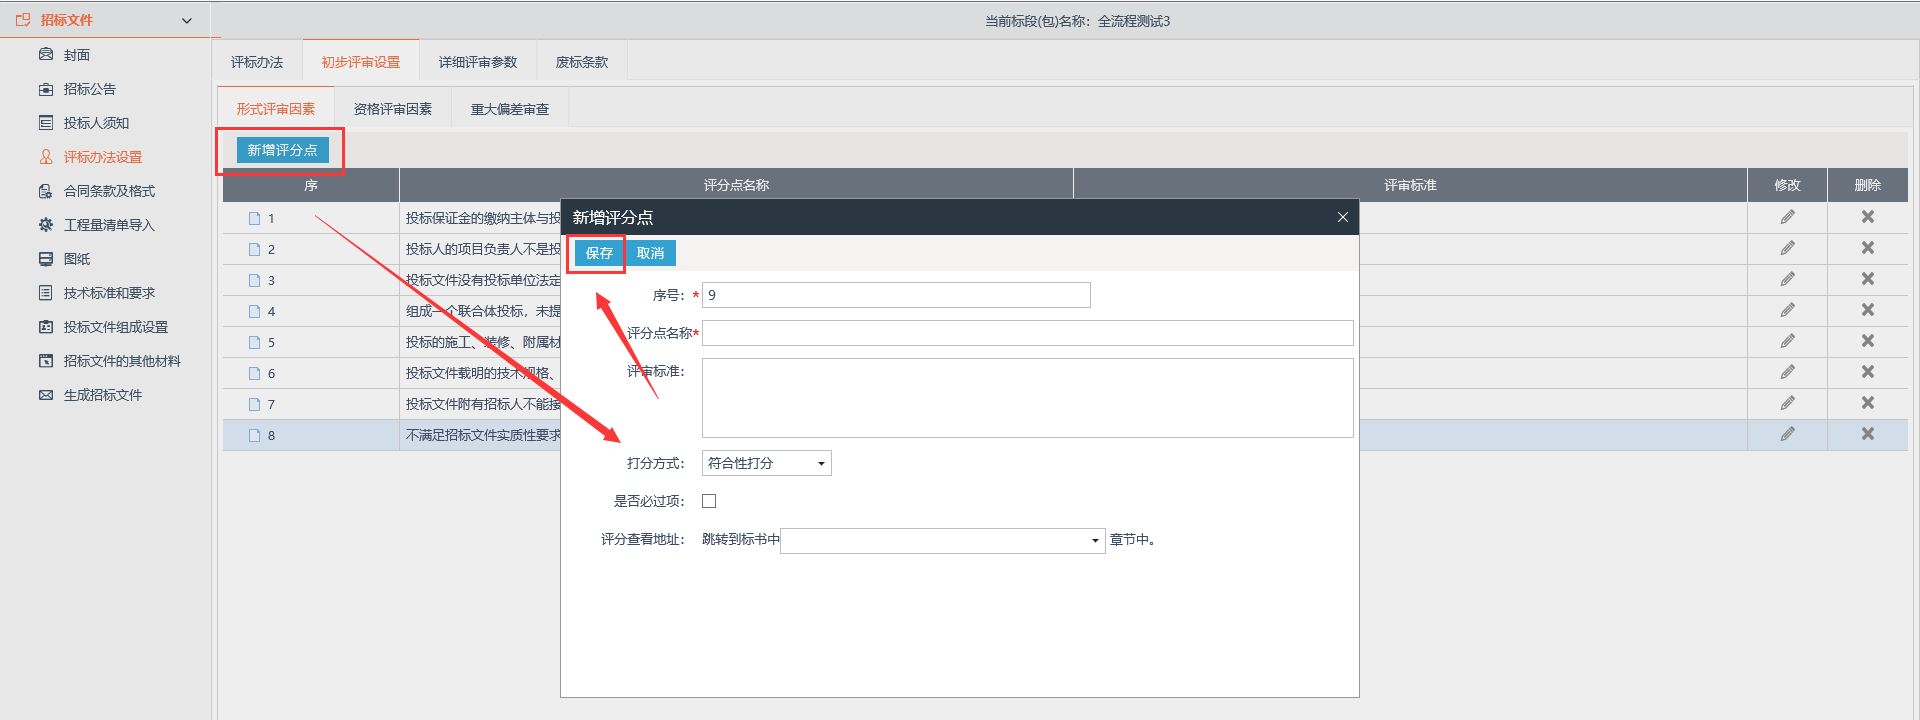 招标文件
当前标段(包)名称：全流程测试3
封面
招标公告
投标人须知
评标办法设置
合同条款及格式
工程量清单导入
图纸
技术标准和要求
投标文件组成设置
招标文件的其他材料
生成招标文件
评标办法 初步评审设置 详细评审参数 废标条款
形式评审因素 资格评审因素 重大偏差审查
新增评分点
序 评分点名称 评审标准 修改 删除
1 投标保证金的缴纳主体与投
2 投标人的项目负责人不是投
3 投标文件没有投标单位法定
4 组成一个联合体投标，未提
5 投标的施工、装修、附属材
6 投标文件载明的技术规格、
7 投标文件附有招标人不能接
8 不满足招标文件实质性要求
新增评分点
保存 取消
序号：* 9
评分点名称*
评审标准：
打分方式： 符合性打分
是否必过项：
评分查看地址： 跳转到标书中 章节中。